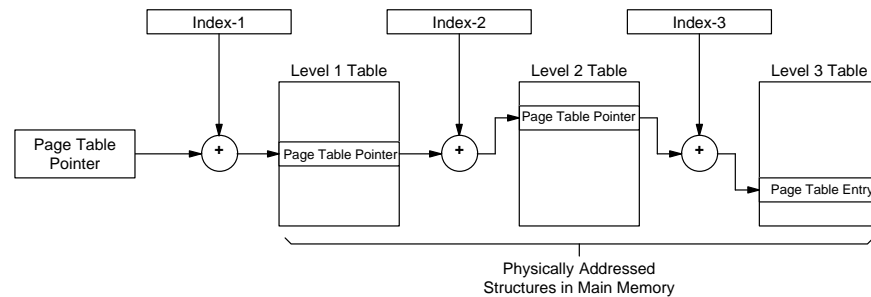 Index-1
Index-2
Index-3
Level 1 Table
Level 2 Table
Level 3 Table
Page Table
Pointer
+
Page Table Pointer
+
Page Table Pointer
+
Page Table Entry
Physically Addressed
Structures in Main Memory